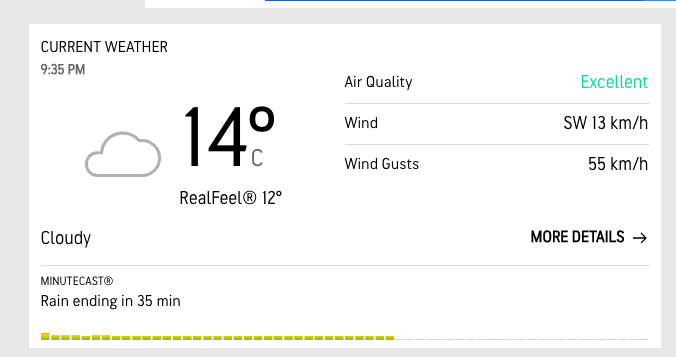 CURRENT WEATHER
9:35 PM
14°
C
RealFeel® 12°
Cloudy
Air Quality Excellent
Wind SW 13 km/h
Wind Gusts 55 km/h
MORE DETAILS →
MINUTECAST®
Rain ending in 35 min